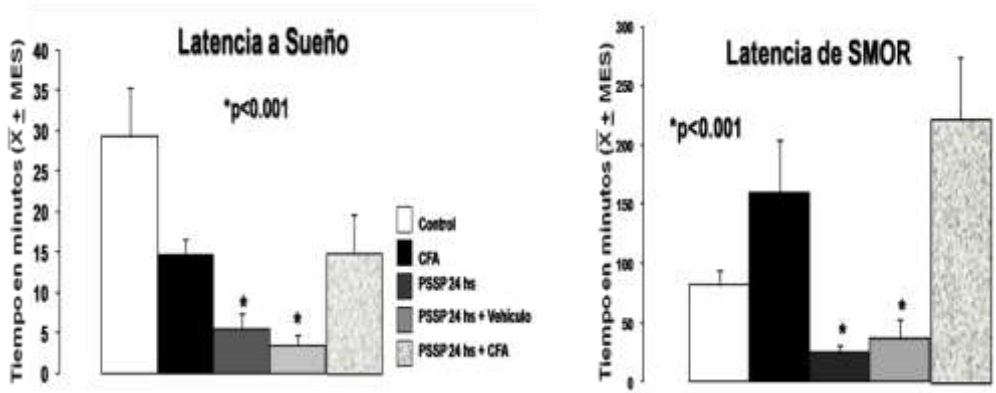 Latencia a Sueño
*p<0.001
Tiempo en minutos (X ± MES)
40
35
30
25
20
15
10
5
0
*
*
Control
CFA
PSSP 24 hs
PSSP 24 hs + Vehículo
PSSP 24 hs + CFA
Latencia de SMOR
*p<0.001
Tiempo en minutos (X ± MES)
300
250
200
150
100
50
0
*
*